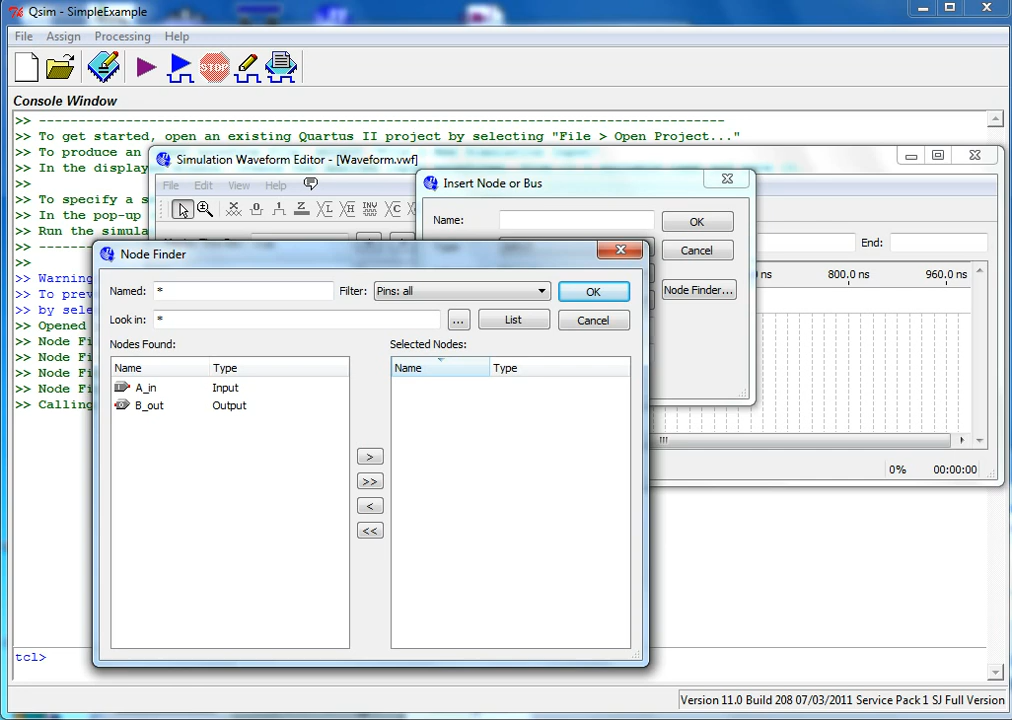 Qsim - SimpleExample
File Assign Processing Help
STOP
Console Window
>> ------------------------------------------------------------------------------------
>> To get started, open an existing Quartus II project by selecting "File > Open Project..."
>> To produce an
>> In the display
>>
>> To specify a s
>> In the pop-up
>> Run the simula
>> -------
>>
>> Warning
>> To prev
>> by sele
>> Opened
>> Node Fi
>> Node Fi
>> Node Fi
>> Node Fi
>> Calling
tcl>
Simulation Waveform Editor - [Waveform.vwf]
File Edit View Help
INV
End:
ns 800.0 ns 960.0 ns
0% 00:00:00
Insert Node or Bus
Name: OK
Cancel
Node Finder...
Node Finder
Named: * Filter: Pins: all OK
Look in: * ... List Cancel
Nodes Found: Selected Nodes:
Name Type Name Type
A_in Input
B_out Output
>
>>
<
<<
Version 11.0 Build 208 07/03/2011 Service Pack 1 SJ Full Version